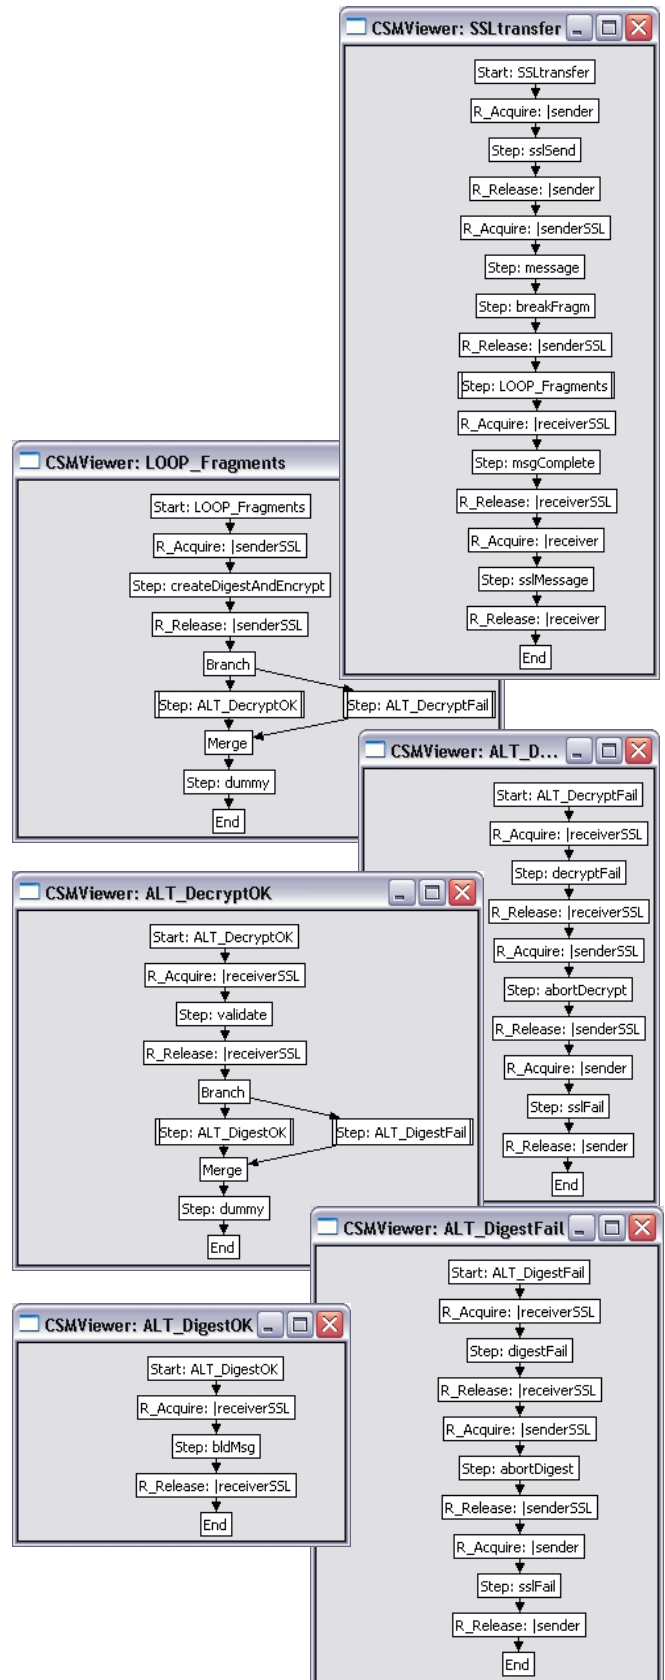 CSMViewer: SSLtransfer
Start: SSLtransfer
R_Acquire: |sender
Step: sslSend
R_Release: |sender
R_Acquire: |senderSSL
Step: message
Step: breakFragm
R_Release: |senderSSL
Step: LOOP_Fragments
R_Acquire: |receiverSSL
Step: msgComplete
R_Release: |receiverSSL
R_Acquire: |receiver
Step: sslMessage
R_Release: |receiver
End
CSMViewer: LOOP_Fragments
Start: LOOP_Fragments
R_Acquire: |senderSSL
Step: createDigestAndEncrypt
R_Release: |senderSSL
Branch
Step: ALT_DecryptOK
Step: ALT_DecryptFail
Merge
Step: dummy
End
CSMViewer: ALT_D...
Start: ALT_DecryptFail
R_Acquire: |receiverSSL
Step: decryptFail
R_Release: |receiverSSL
R_Acquire: |senderSSL
Step: abortDecrypt
R_Release: |senderSSL
R_Acquire: |sender
Step: sslFail
R_Release: |sender
End
CSMViewer: ALT_DecryptOK
Start: ALT_DecryptOK
R_Acquire: |receiverSSL
Step: validate
R_Release: |receiverSSL
Branch
Step: ALT_DigestOK
Step: ALT_DigestFail
Merge
Step: dummy
End
CSMViewer: ALT_DigestFail
Start: ALT_DigestFail
R_Acquire: |receiverSSL
Step: digestFail
R_Release: |receiverSSL
R_Acquire: |senderSSL
Step: abortDigest
R_Release: |senderSSL
R_Acquire: |sender
Step: sslFail
R_Release: |sender
End
CSMViewer: ALT_DigestOK
Start: ALT_DigestOK
R_Acquire: |receiverSSL
Step: bldMsg
R_Release: |receiverSSL
End